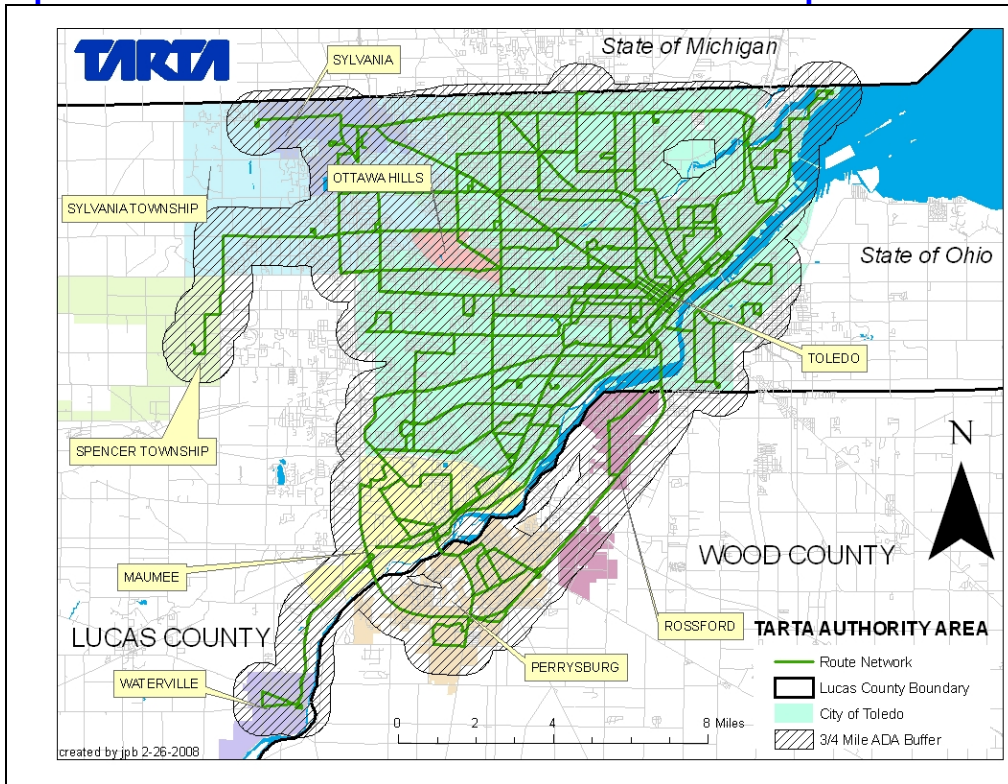 TARTA
State of Michigan
SYLVANIA
OTTAWA HILLS
SYLVANIA TOWNSHIP
State of Ohio
TOLEDO
SPENCER TOWNSHIP
N
WOOD COUNTY
MAUMEE
LUCAS COUNTY
ROSSFORD
TARTA AUTHORITY AREA
PERRYSBURG
WATERVILLE
Route Network
Lucas County Boundary
City of Toledo
3/4 Mile ADA Buffer
0 2 4 8 Miles
created by jpb 2-26-2008